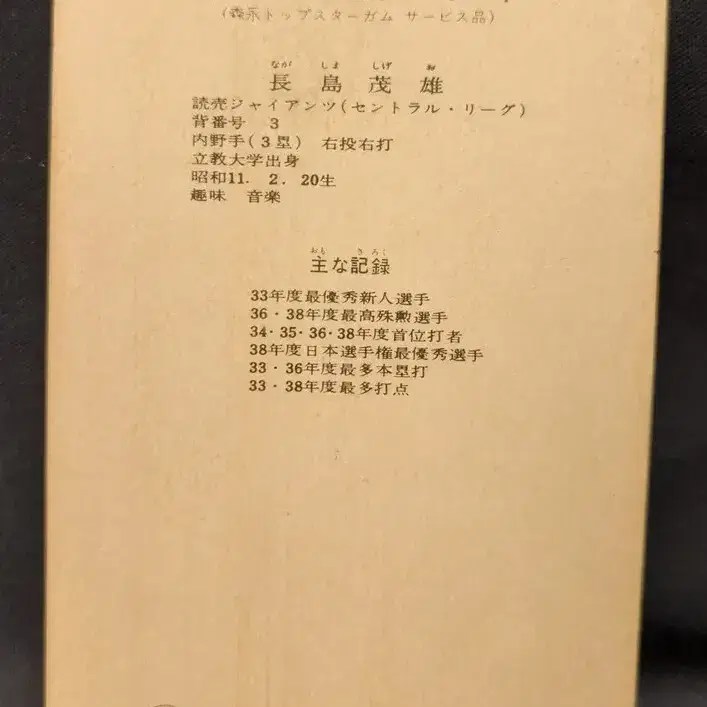 (森永トップスターガム サービス品)
なが しま しげ お
長島茂雄
読売ジャイアンツ(セントラル・リーグ)
背番号 3
内野手(3塁) 右投右打
立教大学出身
昭和11. 2. 20生
趣味 音楽
おも きろく
主な記録
33年度最優秀新人選手
36・38年度最高殊勲選手
34・35・36・38年度首位打者
38年度日本選手権最優秀選手
33・36年度最多本塁打
33・38年度最多打点